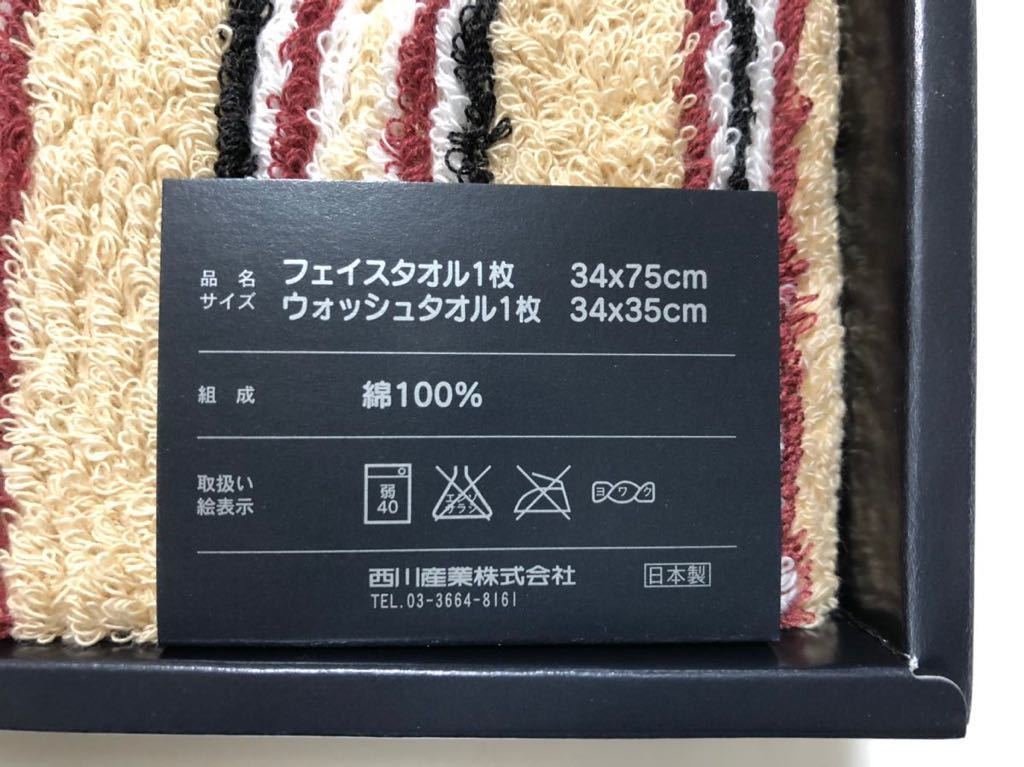 品名 フェイスタオル1枚 34x75cm
サイズ ウォッシュタオル1枚 34x35cm
組成 綿100%
取扱い
絵表示
弱
40
エンソ
サラシ
ヨワク
西川産業株式会社 日本製
TEL.03-3664-8161